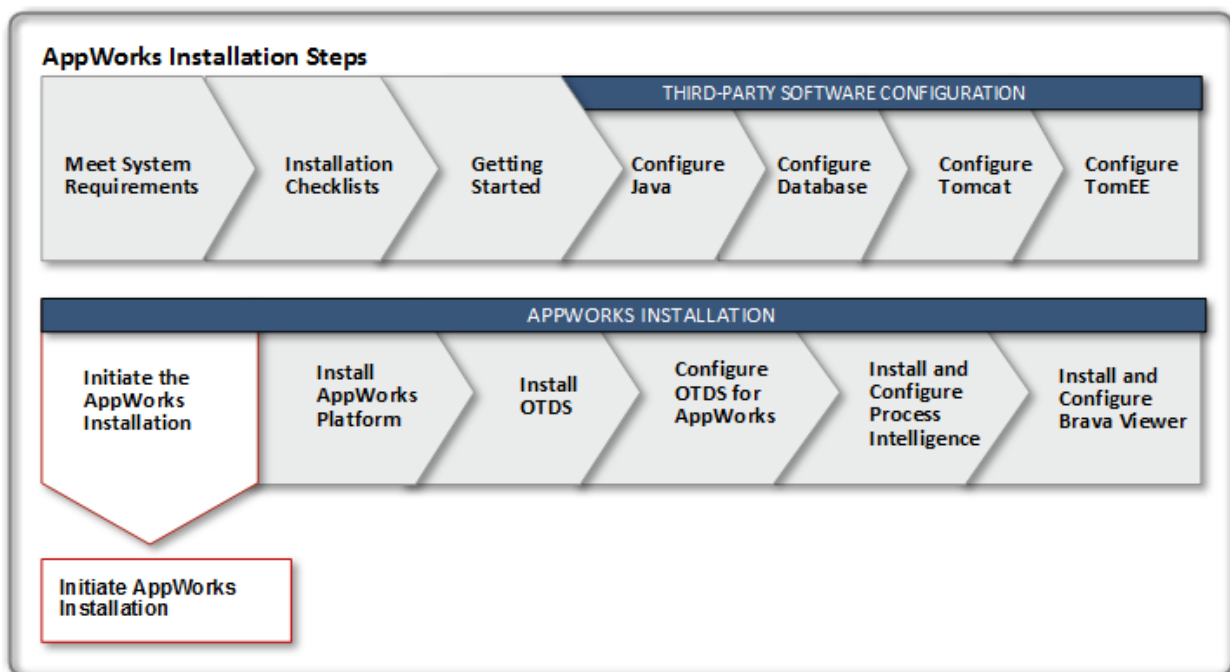 AppWorks Installation Steps
THIRD-PARTY SOFTWARE CONFIGURATION
Meet System
Requirements
Installation
Checklists
Getting
Started
Configure
Java
Configure
Database
Configure
Tomcat
Configure
TomEE
APPWORKS INSTALLATION
Initiate the
AppWorks
Installation
Install
AppWorks
Platform
Install
OTDS
Configure
OTDS for
AppWorks
Install and
Configure
Process
Intelligence
Install and
Configure
Brava Viewer
Initiate AppWorks
Installation